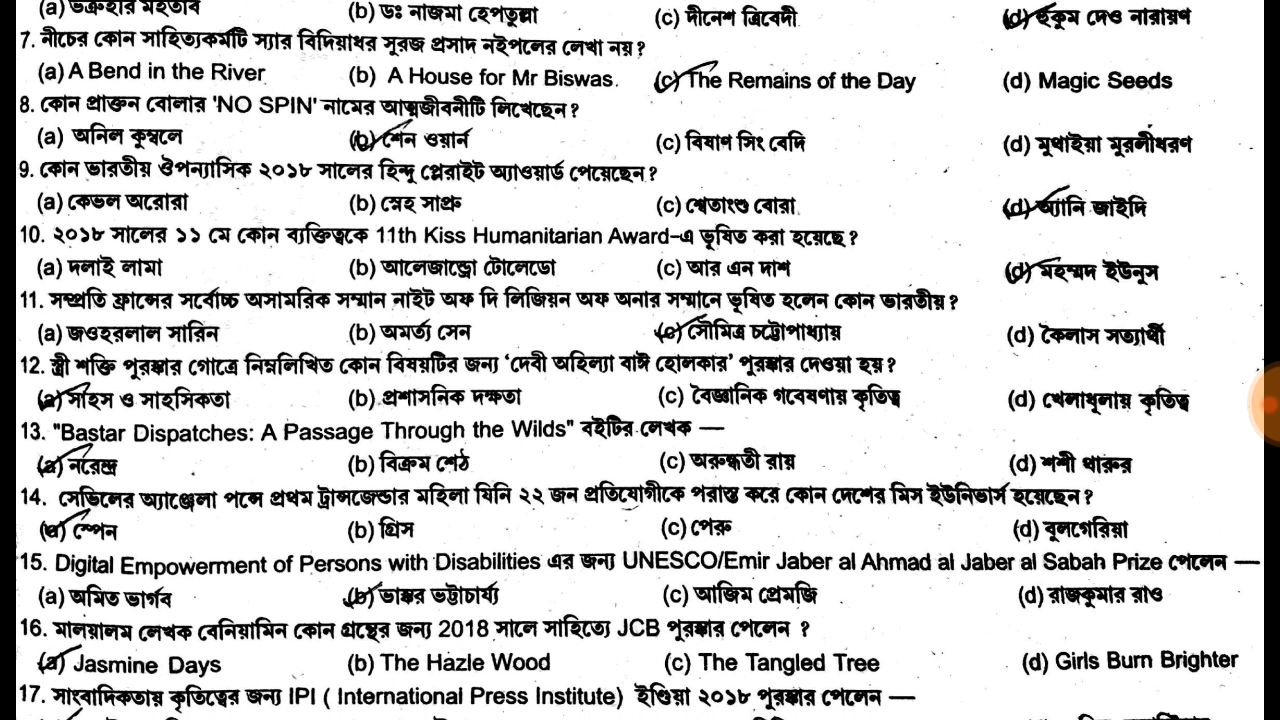 (a) ভক্রহরি মহতাব (b) ডঃ নাজমা হেপতুল্লা (c) দীনেশ ত্রিবেদী (d) হুকুম দেও নারায়ণ
7. নীচের কোন সাহিত্যকর্মটি স্যার বিদিয়াধর সূরজ প্রসাদ নইপলের লেখা নয়?
(a) A Bend in the River (b) A House for Mr Biswas. (c) The Remains of the Day (d) Magic Seeds
8. কোন প্রাক্তন বোলার 'NO SPIN' নামের আত্মজীবনীটি লিখেছেন?
(a) অনিল কুম্বলে (b) শেন ওয়ার্ন (c) বিষাণ সিং বেদি (d) মুথাইয়া মুরলীধরণ
9. কোন ভারতীয় ঔপন্যাসিক ২০১৮ সালের হিন্দু প্লেরাইট অ্যাওয়ার্ড পেয়েছেন?
(a) কেভল অরোরা (b) স্নেহ সাপ্রু (c) শ্বেতাংশু বোরা (d) অ্যানি জাইদি
10. ২০১৮ সালের ১১ মে কোন ব্যক্তিত্বকে 11th Kiss Humanitarian Award-এ ভূষিত করা হয়েছে?
(a) দলাই লামা (b) আলেজান্ড্রো টোলেডো (c) আর এন দাশ (d) মহম্মদ ইউনুস
11. সম্প্রতি ফ্রান্সের সর্বোচ্চ অসামরিক সম্মান নাইট অফ দি লিজিয়ন অফ অনার সম্মানে ভূষিত হলেন কোন ভারতীয়?
(a) জওহরলাল সারিন (b) অমর্ত্য সেন (c) সৌমিত্র চট্টোপাধ্যায় (d) কৈলাস সত্যার্থী
12. স্ত্রী শক্তি পুরস্কার গোত্রে নিম্নলিখিত কোন বিষয়টির জন্য ‘দেবী অহিল্যা বাঈ হোলকার’ পুরস্কার দেওয়া হয়?
(a) সাহস ও সাহসিকতা (b) প্রশাসনিক দক্ষতা (c) বৈজ্ঞানিক গবেষণায় কৃতিত্ব (d) খেলাধূলায় কৃতিত্ব
13. "Bastar Dispatches: A Passage Through the Wilds" বইটির লেখক —
(a) নরেন্দ্র (b) বিক্রম শেঠ (c) অরুন্ধতী রায় (d) শশী থারুর
14. সেভিলের অ্যাঞ্জেলা পন্সে প্রথম ট্রান্সজেন্ডার মহিলা যিনি ২২ জন প্রতিযোগীকে পরাস্ত করে কোন দেশের মিস ইউনিভার্স হয়েছেন?
(a) স্পেন (b) গ্রিস (c) পেরু (d) বুলগেরিয়া
15. Digital Empowerment of Persons with Disabilities এর জন্য UNESCO/Emir Jaber al Ahmad al Jaber al Sabah Prize পেলেন —
(a) অমিত ভার্গব (b) ভাস্কর ভট্টাচার্য্য (c) আজিম প্রেমজি (d) রাজকুমার রাও
16. মালয়ালম লেখক বেনিয়ামিন কোন গ্রন্থের জন্য 2018 সালে সাহিত্যে JCB পুরস্কার পেলেন ?
(a) Jasmine Days (b) The Hazle Wood (c) The Tangled Tree (d) Girls Burn Brighter
17. সাংবাদিকতায় কৃতিত্বের জন্য IPI ( International Press Institute) ইণ্ডিয়া ২০১৮ পুরস্কার পেলেন —